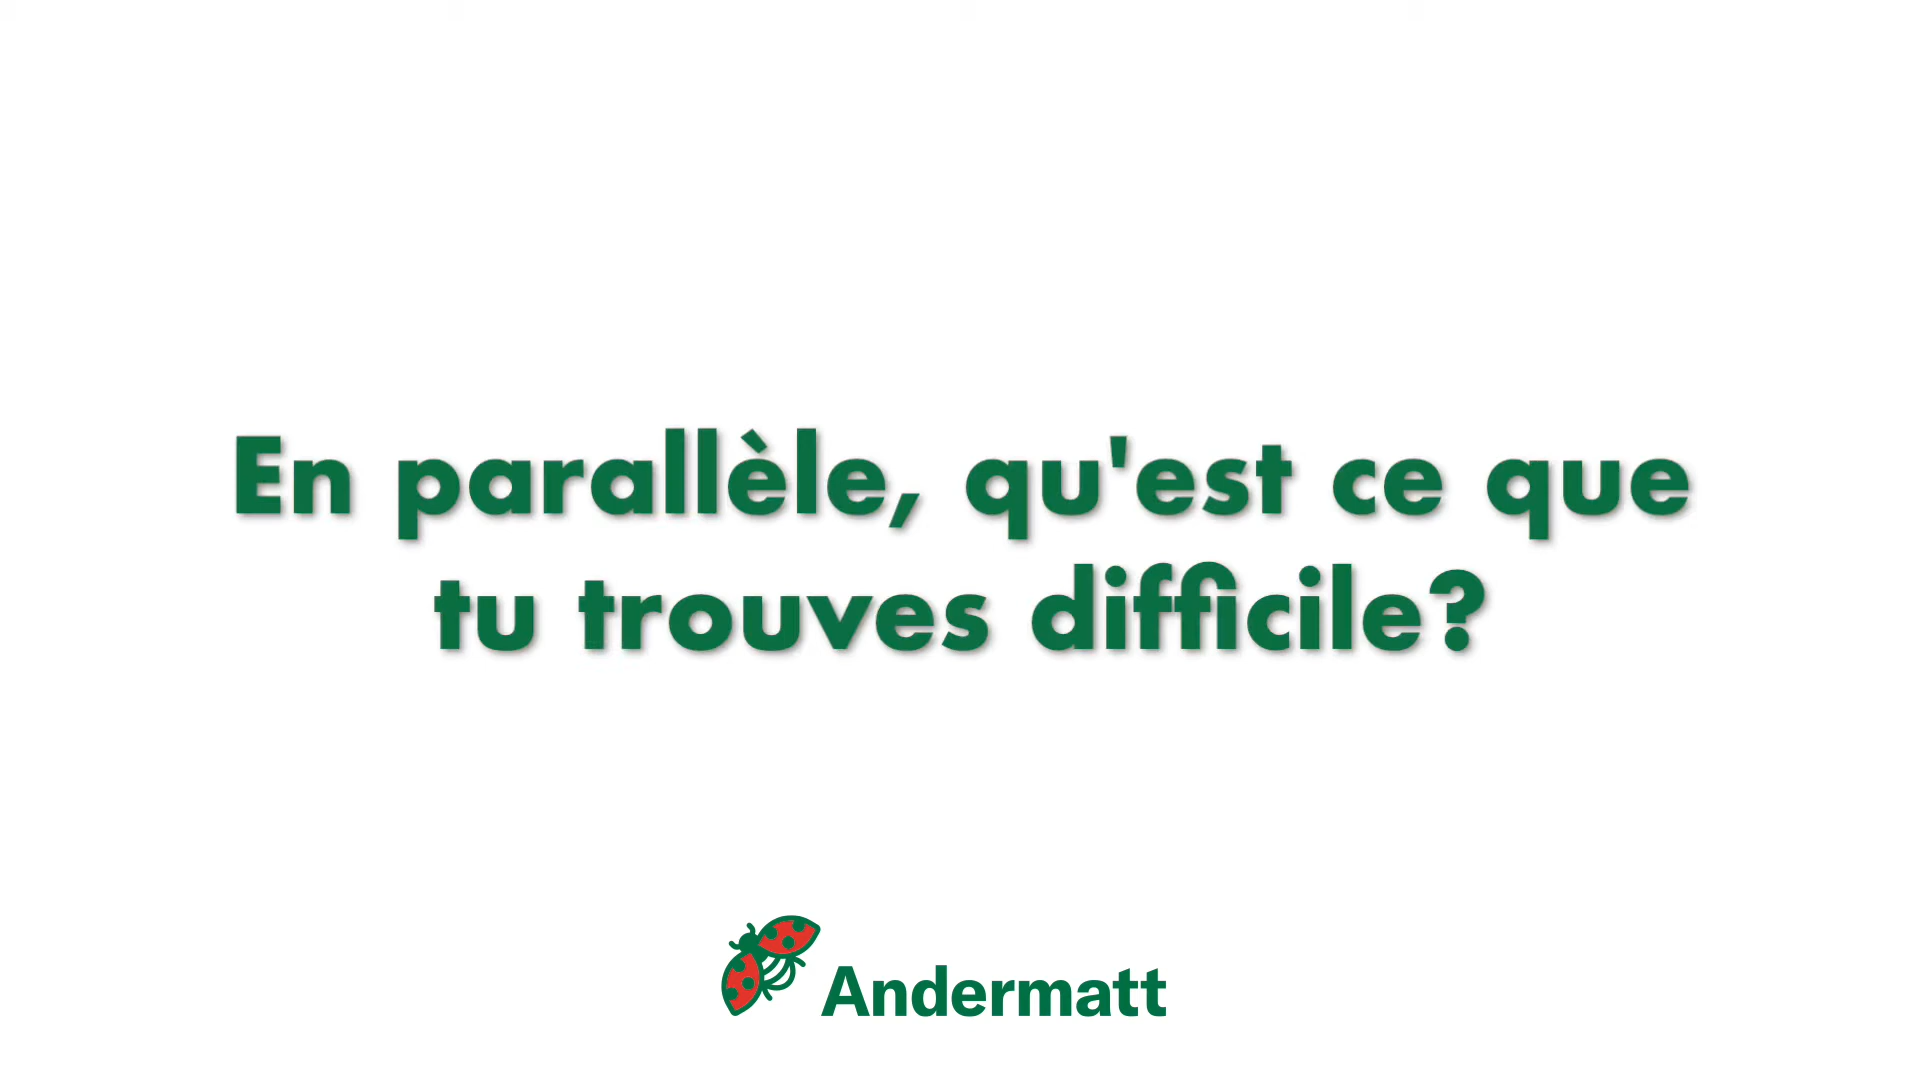 En parallèle, qu'est ce que
tu trouves difficile?
Andermatt